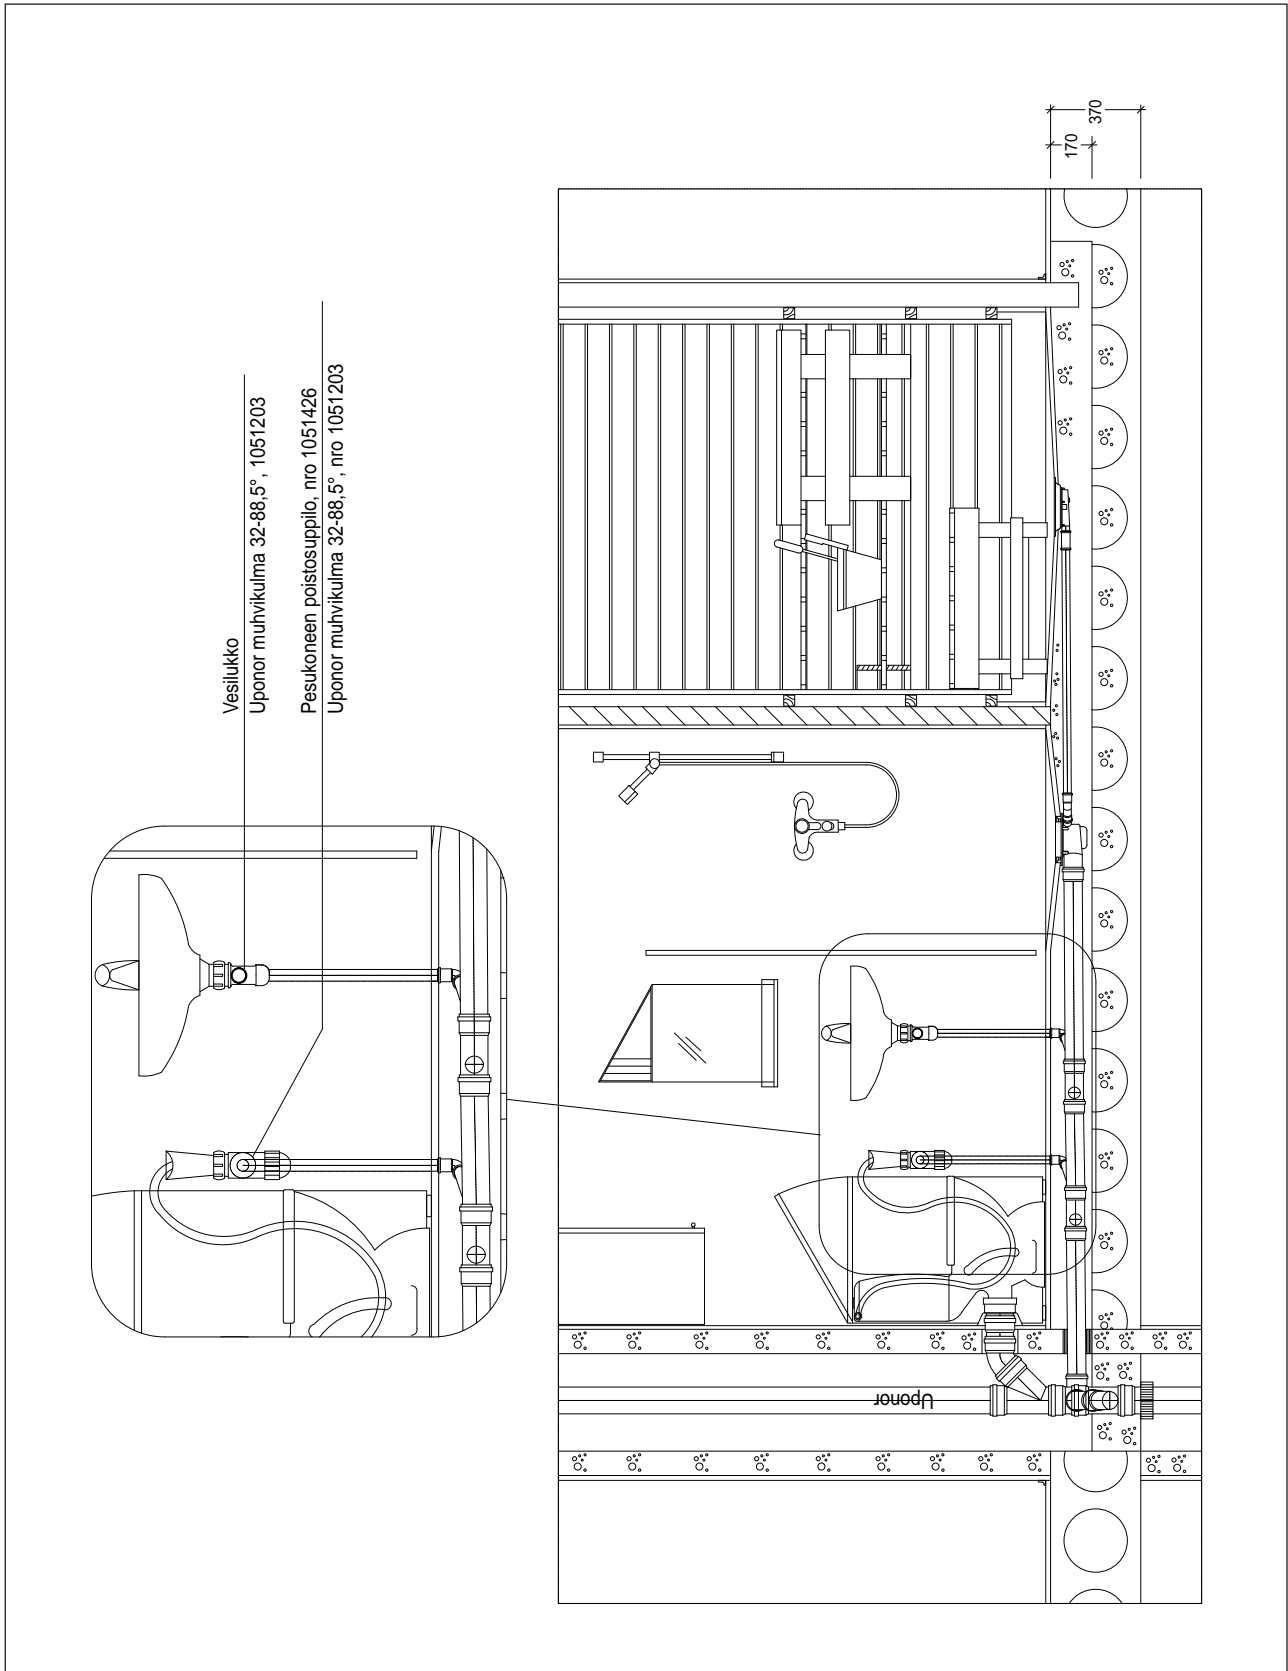 Vesilukko
Uponor muhvikulma 32-88,5°, 1051203
Pesukoneen poistosuppilo, nro 1051426
Uponor muhvikulma 32-88,5°, nro 1051203
370
170
Uponor